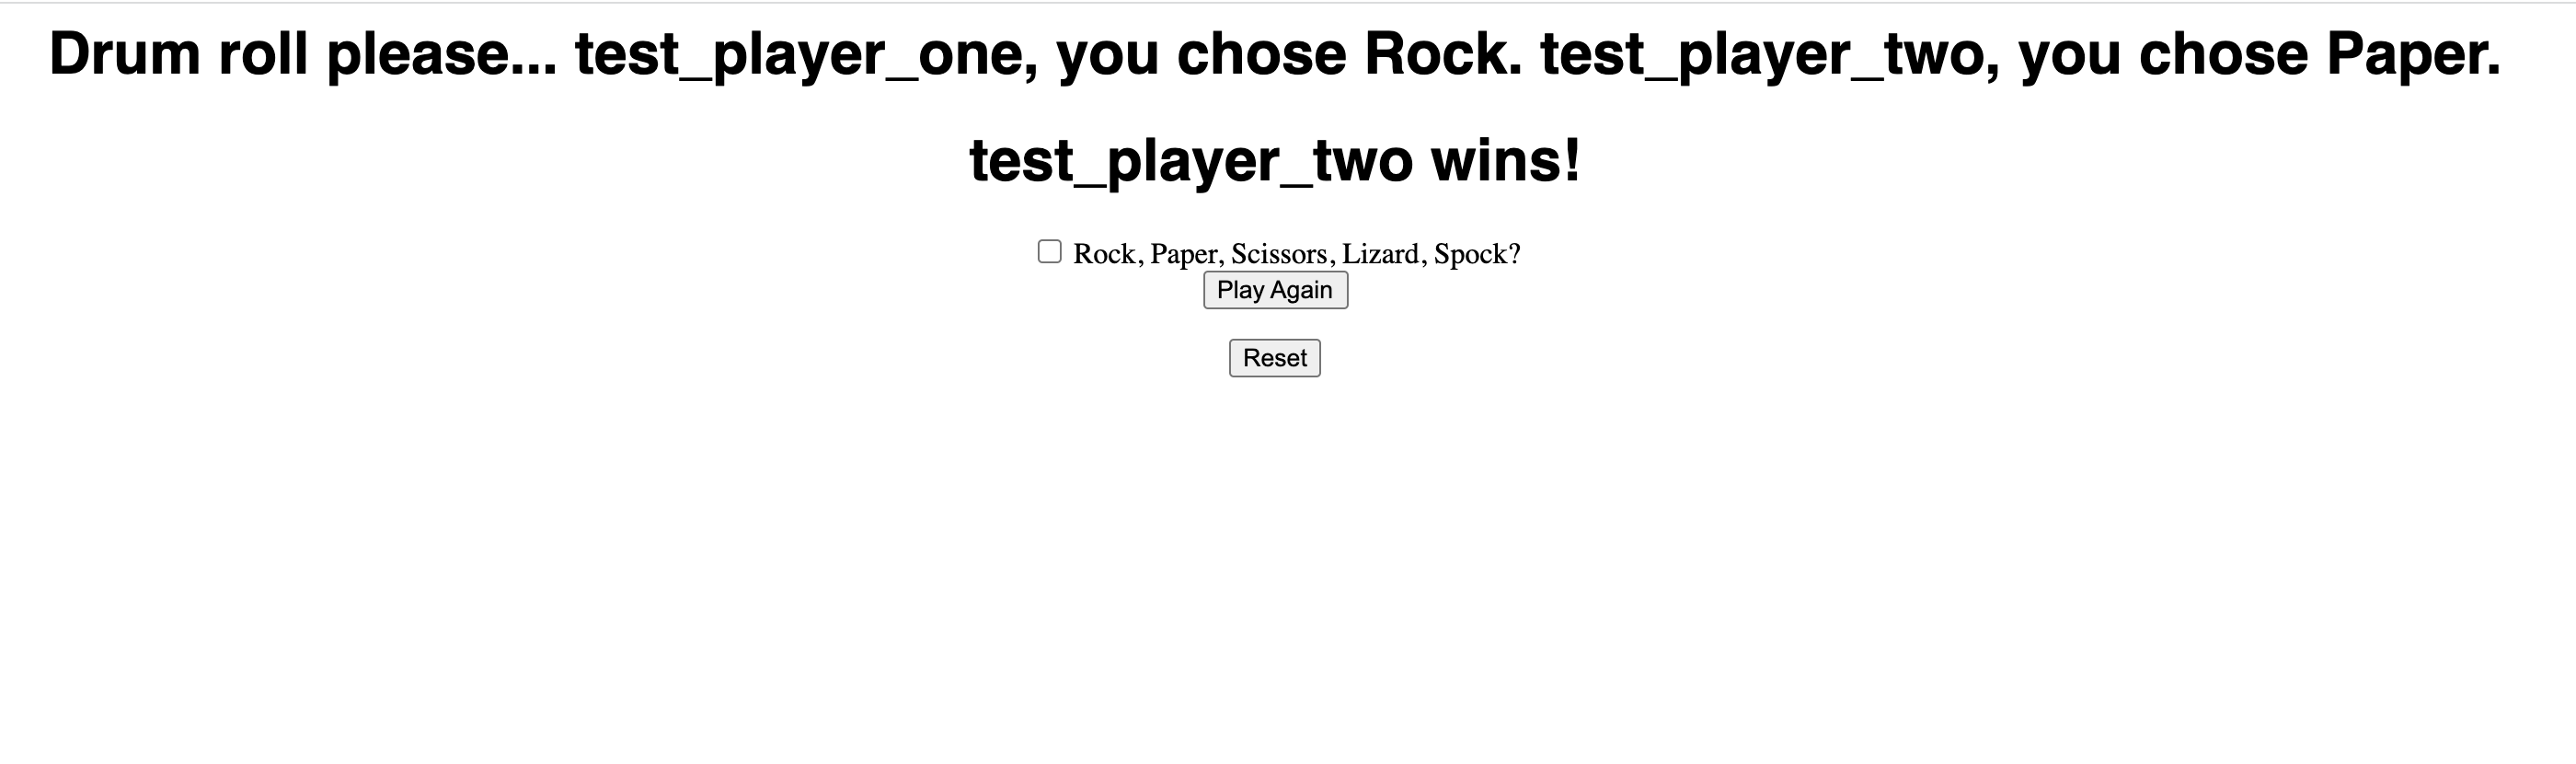 Drum roll please... test_player_one, you chose Rock. test_player_two, you chose Paper.
test_player_two wins!
Rock, Paper, Scissors, Lizard, Spock?
Play Again
Reset